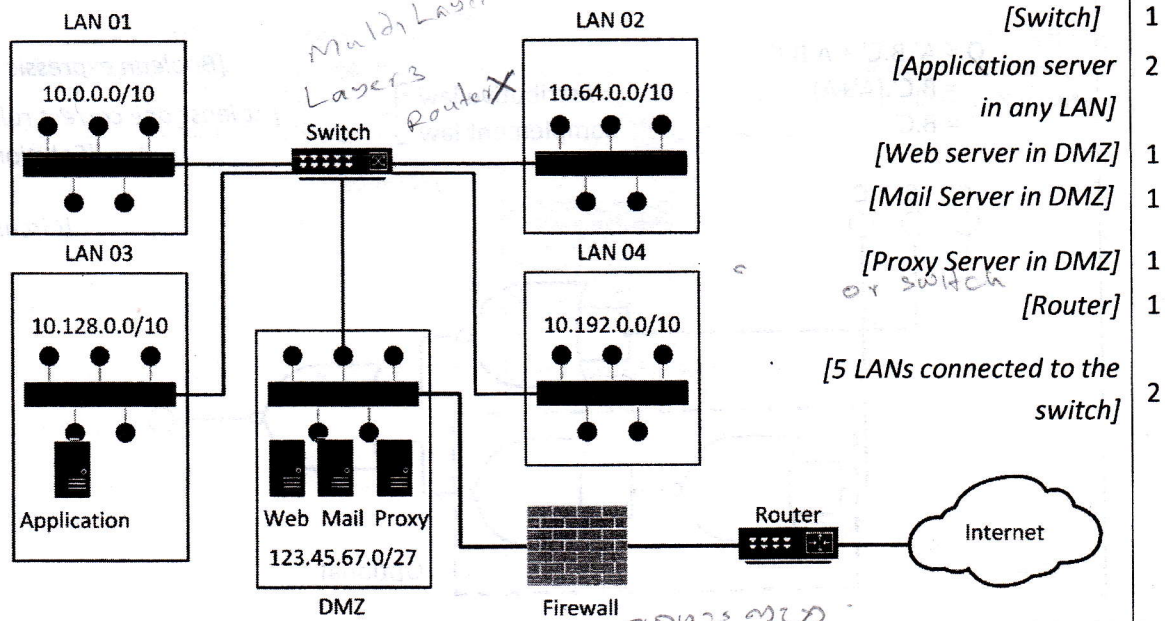 LAN 01
Multi Layer
LAN 02
[Switch] 1
10.0.0.0/10
Layer3
RouterX
10.64.0.0/10
[Application server 2
in any LAN]
Switch
[Web server in DMZ] 1
[Mail Server in DMZ] 1
LAN 03
LAN 04
[Proxy Server in DMZ] 1
or switch
[Router] 1
10.128.0.0/10
10.192.0.0/10
[5 LANs connected to the
switch] 2
Application
Web Mail Proxy
123.45.67.0/27
DMZ
Firewall
Router
Internet